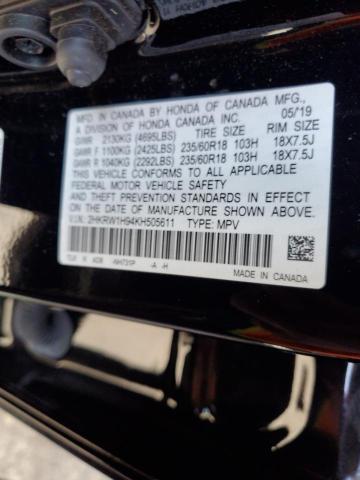 MFD. IN CANADA BY HONDA OF CANADA MFG.,
A DIVISION OF HONDA CANADA INC. 05/19
GVWR 2130KG (4695LBS) TIRE SIZE RIM SIZE
GAWR F 1100KG (2425LBS) 235/60R18 103H 18X7.5J
GAWR R 1040KG (2292LBS) 235/60R18 103H 18X7.5J
THIS VEHICLE CONFORMS TO ALL APPLICABLE
FEDERAL MOTOR VEHICLE SAFETY
AND THEFT PREVENTION STANDARDS IN EFFECT
ON THE DATE OF MANUFACTURE SHOWN ABOVE.
V.I.N.: 2HKRW1H94KH505611 TYPE: MPV
NH731P -A -H
MADE IN CANADA